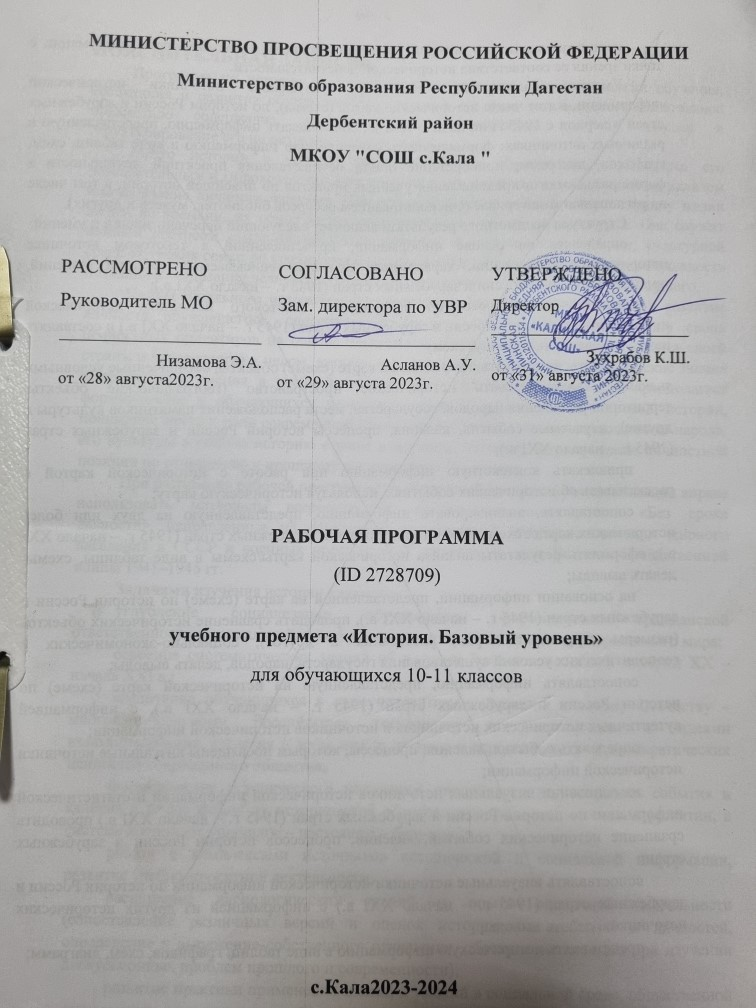 МИНИСТЕРСТВО ПРОСВЕЩЕНИЯ РОССИЙСКОЙ ФЕДЕРАЦИИ
Министерство образования Республики Дагестан
Дербентский район
МКОУ "СОШ с.Кала "
РАССМОТРЕНО
Руководитель МО
Низамова Э.А.
от «28» августа2023г.
СОГЛАСОВАНО
Зам. директора по УВР
Асланов А.У.
от «29» августа 2023г.
УТВЕРЖДЕНО
Директор
Зухрабов К.Ш.
от «31» августа 2023г.
РАБОЧАЯ ПРОГРАММА
(ID 2728709)
учебного предмета «История. Базовый уровень»
для обучающихся 10-11 классов
с.Кала2023-2024